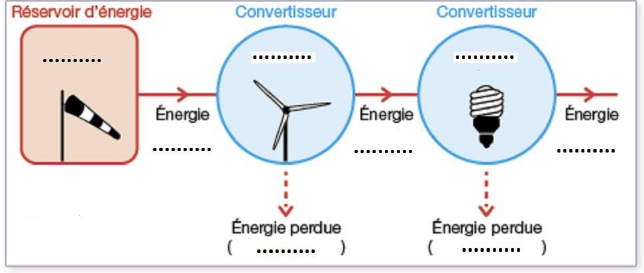 Réservoir d'énergie
Convertisseur
Convertisseur
..........
..........
..........
Énergie
..........
Énergie
..........
Énergie
..........
Énergie perdue
( .......... )
Énergie perdue
( .......... )